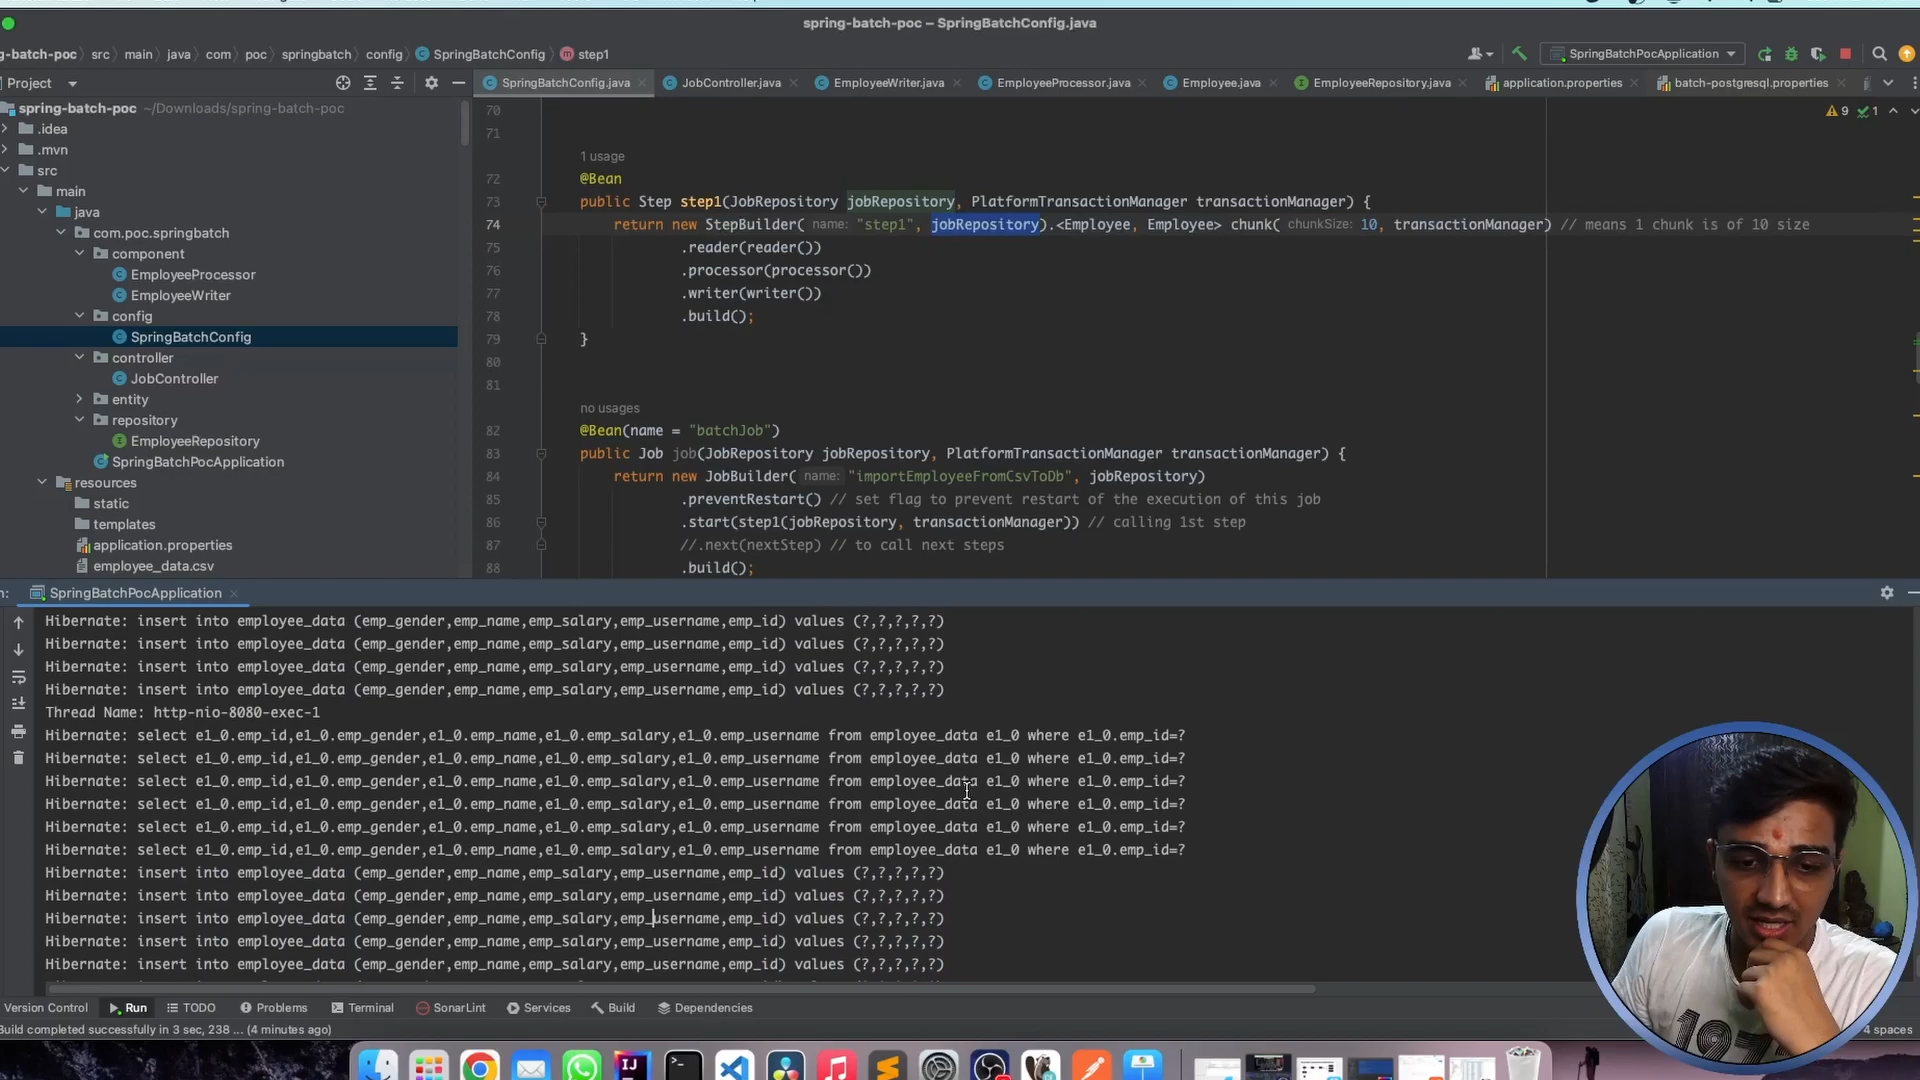 spring-batch-poc – SpringBatchConfig.java
g-batch-poc › src › main › java › com › poc › springbatch › config › SpringBatchConfig › step1
SpringBatchPocApplication
Project
SpringBatchConfig.java
JobController.java
EmployeeWriter.java
EmployeeProcessor.java
Employee.java
EmployeeRepository.java
application.properties
batch-postgresql.properties
spring-batch-poc ~/Downloads/spring-batch-poc
.idea
.mvn
src
main
java
com.poc.springbatch
component
EmployeeProcessor
EmployeeWriter
config
SpringBatchConfig
controller
JobController
entity
repository
EmployeeRepository
SpringBatchPocApplication
resources
static
templates
application.properties
employee_data.csv
9 1
70
71
1 usage
72 @Bean
73 public Step step1(JobRepository jobRepository, PlatformTransactionManager transactionManager) {
74 return new StepBuilder( name: "step1", jobRepository).<Employee, Employee> chunk( chunkSize: 10, transactionManager) // means 1 chunk is of 10 size
75 .reader(reader())
76 .processor(processor())
77 .writer(writer())
78 .build();
79 }
80
81
no usages
82 @Bean(name = "batchJob")
83 public Job job(JobRepository jobRepository, PlatformTransactionManager transactionManager) {
84 return new JobBuilder( name: "importEmployeeFromCsvToDb", jobRepository)
85 .preventRestart() // set flag to prevent restart of the execution of this job
86 .start(step1(jobRepository, transactionManager)) // calling 1st step
87 //.next(nextStep) // to call next steps
88 .build();
n: SpringBatchPocApplication
Hibernate: insert into employee_data (emp_gender,emp_name,emp_salary,emp_username,emp_id) values (?,?,?,?,?)
Hibernate: insert into employee_data (emp_gender,emp_name,emp_salary,emp_username,emp_id) values (?,?,?,?,?)
Hibernate: insert into employee_data (emp_gender,emp_name,emp_salary,emp_username,emp_id) values (?,?,?,?,?)
Hibernate: insert into employee_data (emp_gender,emp_name,emp_salary,emp_username,emp_id) values (?,?,?,?,?)
Thread Name: http-nio-8080-exec-1
Hibernate: select e1_0.emp_id,e1_0.emp_gender,e1_0.emp_name,e1_0.emp_salary,e1_0.emp_username from employee_data e1_0 where e1_0.emp_id=?
Hibernate: select e1_0.emp_id,e1_0.emp_gender,e1_0.emp_name,e1_0.emp_salary,e1_0.emp_username from employee_data e1_0 where e1_0.emp_id=?
Hibernate: select e1_0.emp_id,e1_0.emp_gender,e1_0.emp_name,e1_0.emp_salary,e1_0.emp_username from employee_data e1_0 where e1_0.emp_id=?
Hibernate: select e1_0.emp_id,e1_0.emp_gender,e1_0.emp_name,e1_0.emp_salary,e1_0.emp_username from employee_data e1_0 where e1_0.emp_id=?
Hibernate: select e1_0.emp_id,e1_0.emp_gender,e1_0.emp_name,e1_0.emp_salary,e1_0.emp_username from employee_data e1_0 where e1_0.emp_id=?
Hibernate: select e1_0.emp_id,e1_0.emp_gender,e1_0.emp_name,e1_0.emp_salary,e1_0.emp_username from employee_data e1_0 where e1_0.emp_id=?
Hibernate: insert into employee_data (emp_gender,emp_name,emp_salary,emp_username,emp_id) values (?,?,?,?,?)
Hibernate: insert into employee_data (emp_gender,emp_name,emp_salary,emp_username,emp_id) values (?,?,?,?,?)
Hibernate: insert into employee_data (emp_gender,emp_name,emp_salary,emp_username,emp_id) values (?,?,?,?,?)
Hibernate: insert into employee_data (emp_gender,emp_name,emp_salary,emp_username,emp_id) values (?,?,?,?,?)
Hibernate: insert into employee_data (emp_gender,emp_name,emp_salary,emp_username,emp_id) values (?,?,?,?,?)
Version Control Run TODO Problems Terminal SonarLint Services Build Dependencies
Build completed successfully in 3 sec, 238 ... (4 minutes ago)
4 spaces
IJ